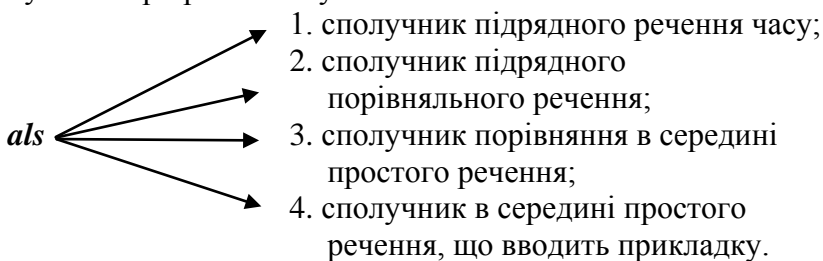 1. сполучник підрядного речення часу;
2. сполучник підрядного
порівняльного речення;
als
3. сполучник порівняння в середині
простого речення;
4. сполучник в середині простого
речення, що вводить прикладку.